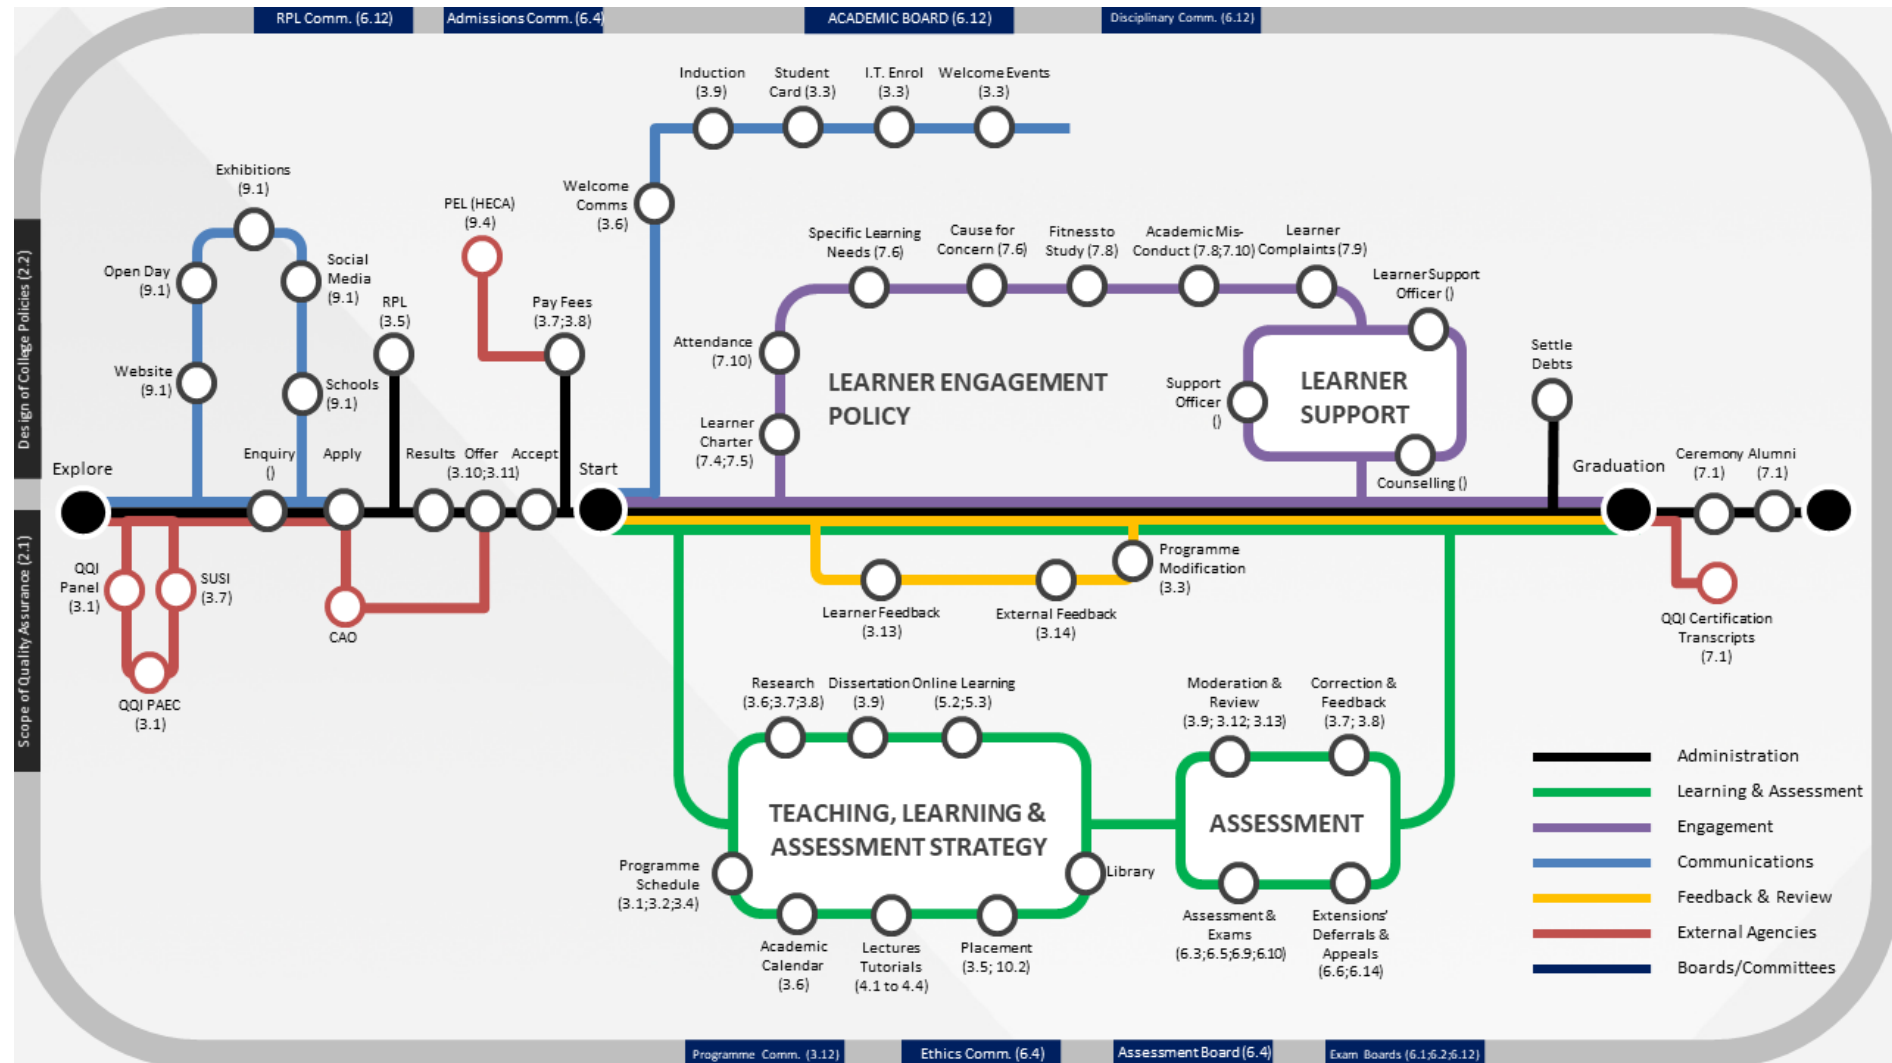 RPL Comm. (6.12)
Admissions Comm. (6.4)
ACADEMIC BOARD (6.12)
Disciplinary Comm. (6.12)
Design of College Policies (2.2)
Scope of Quality Assurance (2.1)
Induction
(3.9)
Student
Card (3.3)
I.T. Enrol
(3.3)
Welcome Events
(3.3)
Welcome
Comms
(3.6)
Exhibitions
(9.1)
Open Day
(9.1)
Social
Media
(9.1)
Website
(9.1)
Schools
(9.1)
PEL (HECA)
(9.4)
RPL
(3.5)
Pay Fees
(3.7;3.8)
Explore
Enquiry
()
Apply
Results
Offer
(3.10;3.11)
Accept
Start
Specific Learning
Needs (7.6)
Cause for
Concern (7.6)
Fitness to
Study (7.8)
Academic Mis-
Conduct (7.8;7.10)
Learner
Complaints (7.9)
Attendance
(7.10)
Learner
Charter
(7.4;7.5)
LEARNER ENGAGEMENT
POLICY
Learner Support
Officer ()
Support
Officer
()
LEARNER
SUPPORT
Counselling ()
Settle
Debts
Graduation
Ceremony
(7.1)
Alumni
(7.1)
QQI
Panel
(3.1)
SUSI
(3.7)
QQI PAEC
(3.1)
CAO
Learner Feedback
(3.13)
External Feedback
(3.14)
Programme
Modification
(3.3)
QQI Certification
Transcripts
(7.1)
Research
(3.6;3.7;3.8)
Dissertation
(3.9)
Online Learning
(5.2;5.3)
TEACHING, LEARNING &
ASSESSMENT STRATEGY
Programme
Schedule
(3.1;3.2;3.4)
Library
Academic
Calendar
(3.6)
Lectures
Tutorials
(4.1 to 4.4)
Placement
(3.5; 10.2)
Moderation &
Review
(3.9; 3.12; 3.13)
Correction &
Feedback
(3.7; 3.8)
ASSESSMENT
Assessment &
Exams
(6.3;6.5;6.9;6.10)
Extensions'
Deferrals &
Appeals
(6.6;6.14)
Administration
Learning & Assessment
Engagement
Communications
Feedback & Review
External Agencies
Boards/Committees
Programme Comm. (3.12)
Ethics Comm. (6.4)
Assessment Board (6.4)
Exam Boards (6.1;6.2;6.12)